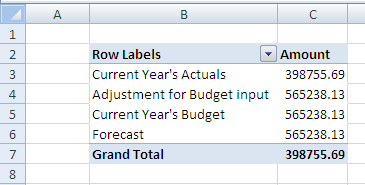 A B C
1
2 Row Labels Amount
3 Current Year's Actuals 398755.69
4 Adjustment for Budget input 565238.13
5 Current Year's Budget 565238.13
6 Forecast 565238.13
7 Grand Total 398755.69
8